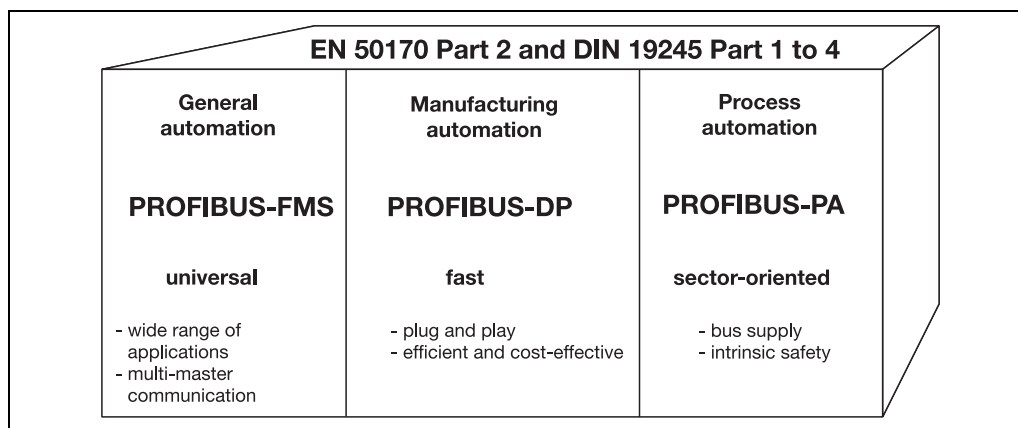 EN 50170 Part 2 and DIN 19245 Part 1 to 4
General
automation
PROFIBUS-FMS
universal
- wide range of
applications
- multi-master
communication
Manufacturing
automation
PROFIBUS-DP
fast
- plug and play
- efficient and cost-effective
Process
automation
PROFIBUS-PA
sector-oriented
- bus supply
- intrinsic safety